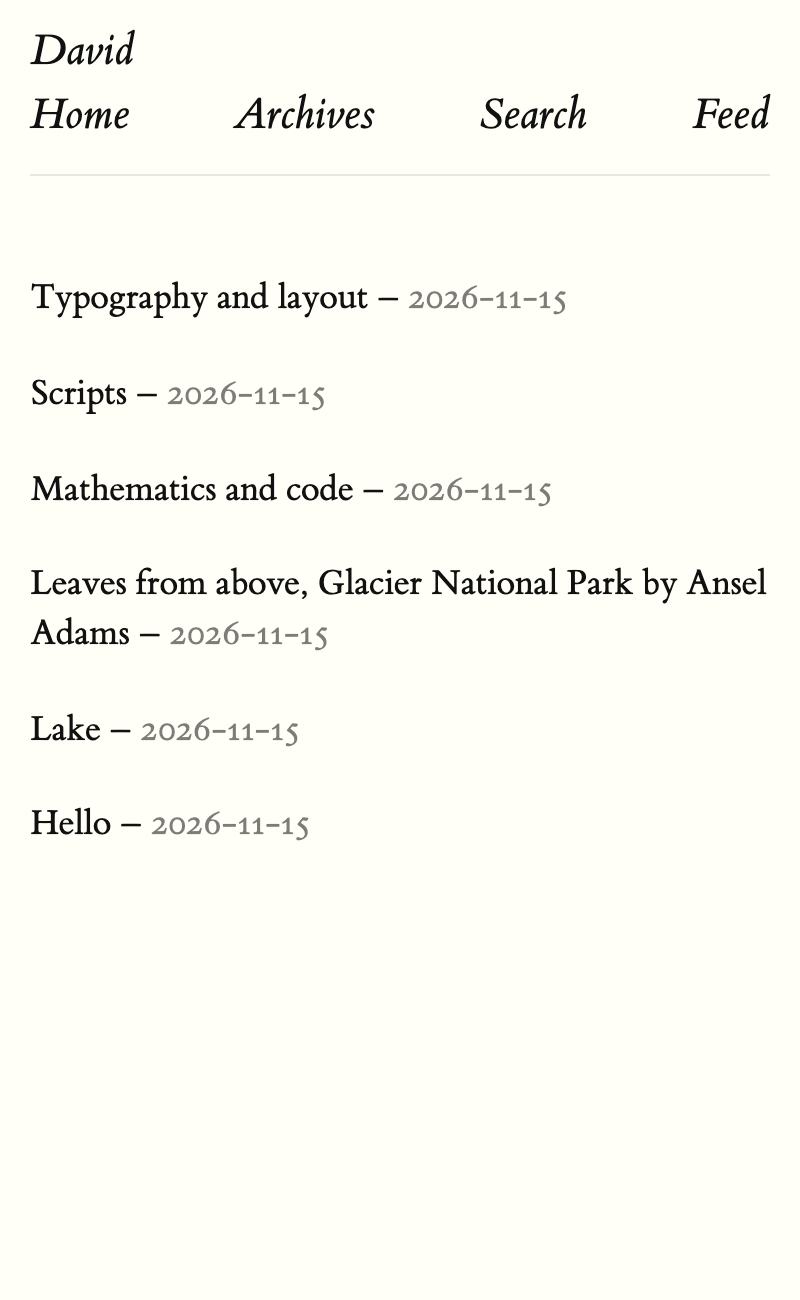 David
Home Archives Search Feed
Typography and layout – 2026-11-15
Scripts – 2026-11-15
Mathematics and code – 2026-11-15
Leaves from above, Glacier National Park by Ansel
Adams – 2026-11-15
Lake – 2026-11-15
Hello – 2026-11-15